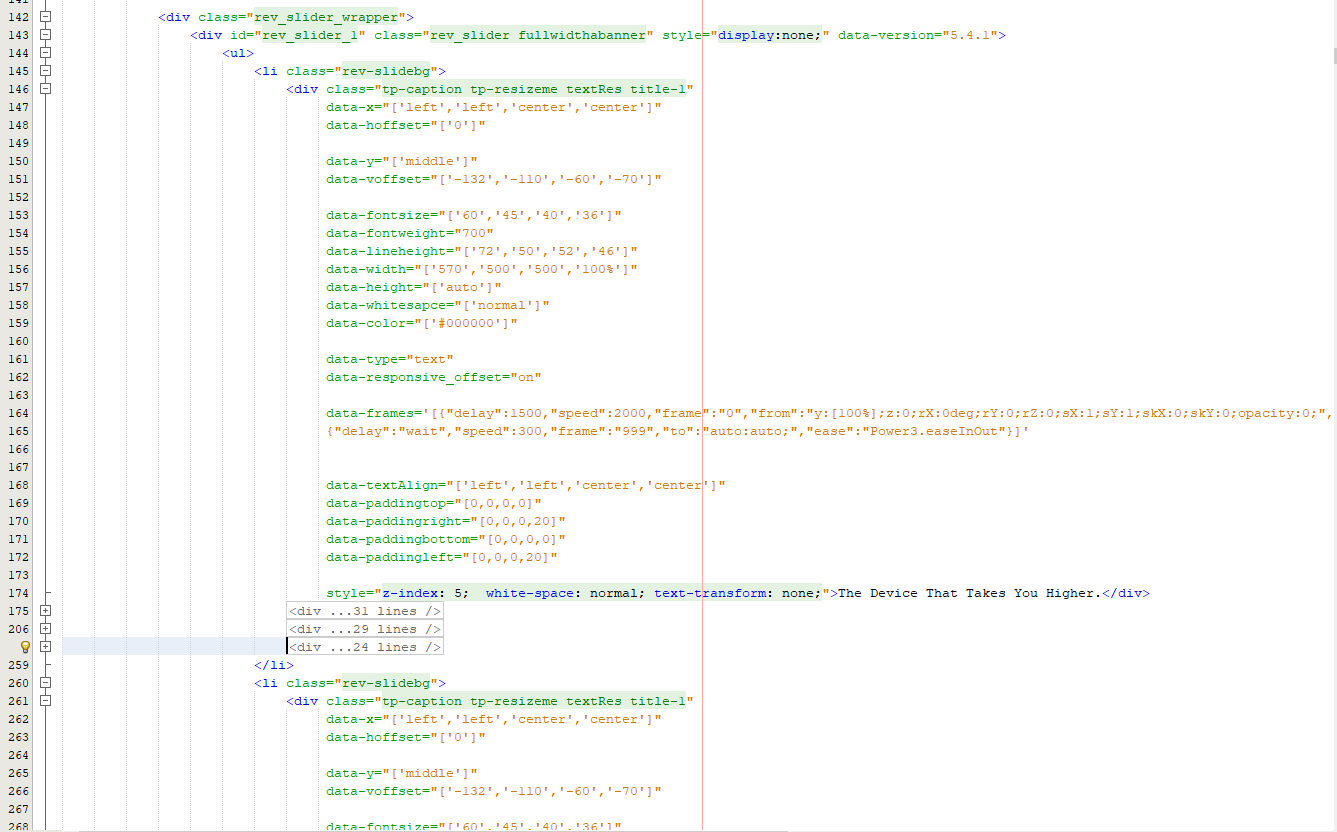 141
142 <div class="rev_slider_wrapper">
143 <div id="rev_slider_1" class="rev_slider fullwidthabanner" style="display:none;" data-version="5.4.1">
144 <ul>
145 <li class="rev-slidebg">
146 <div class="tp-caption tp-resizeme textRes title-1"
147 data-x="['left','left','center','center']"
148 data-hoffset="['0']"
149
150 data-y="['middle']"
151 data-voffset="['-132','-110','-60','-70']"
152
153 data-fontsize="['60','45','40','36']"
154 data-fontweight="700"
155 data-lineheight="['72','50','52','46']"
156 data-width="['570','500','500','100%']"
157 data-height="['auto']"
158 data-whitesapce="['normal']"
159 data-color="['#000000']"
160
161 data-type="text"
162 data-responsive_offset="on"
163
164 data-frames='[{"delay":1500,"speed":2000,"frame":"0","from":"y:[100%];z:0;rX:0deg;rY:0;rZ:0;sX:1;sY:1;skX:0;skY:0;opacity:0;",
165 {"delay":"wait","speed":300,"frame":"999","to":"auto:auto;","ease":"Power3.easeInOut"}]'
166
167
168 data-textAlign="['left','left','center','center']"
169 data-paddingtop="[0,0,0,0]"
170 data-paddingright="[0,0,0,20]"
171 data-paddingbottom="[0,0,0,0]"
172 data-paddingleft="[0,0,0,20]"
173
174 style="z-index: 5;  white-space: normal; text-transform: none;">The Device That Takes You Higher.</div>
175 <div ...31 lines />
206 <div ...29 lines />
<div ...24 lines />
259 </li>
260 <li class="rev-slidebg">
261 <div class="tp-caption tp-resizeme textRes title-1"
262 data-x="['left','left','center','center']"
263 data-hoffset="['0']"
264
265 data-y="['middle']"
266 data-voffset="['-132','-110','-60','-70']"
267
268 data-fontsize="['60','45','40','36']"